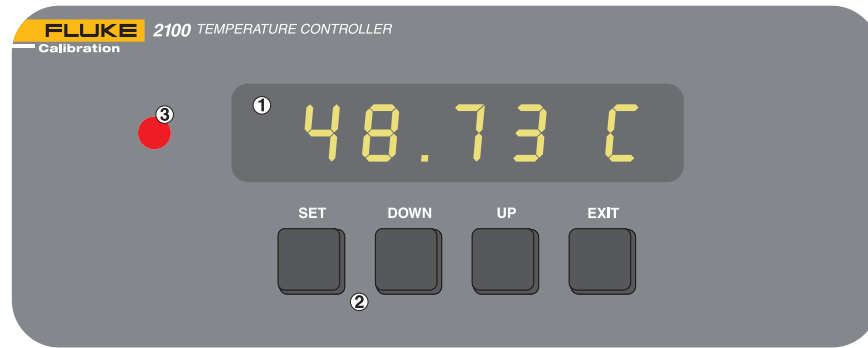 FLUKE 2100 TEMPERATURE CONTROLLER
Calibration
③
① 48.73 C
SET DOWN UP EXIT
②